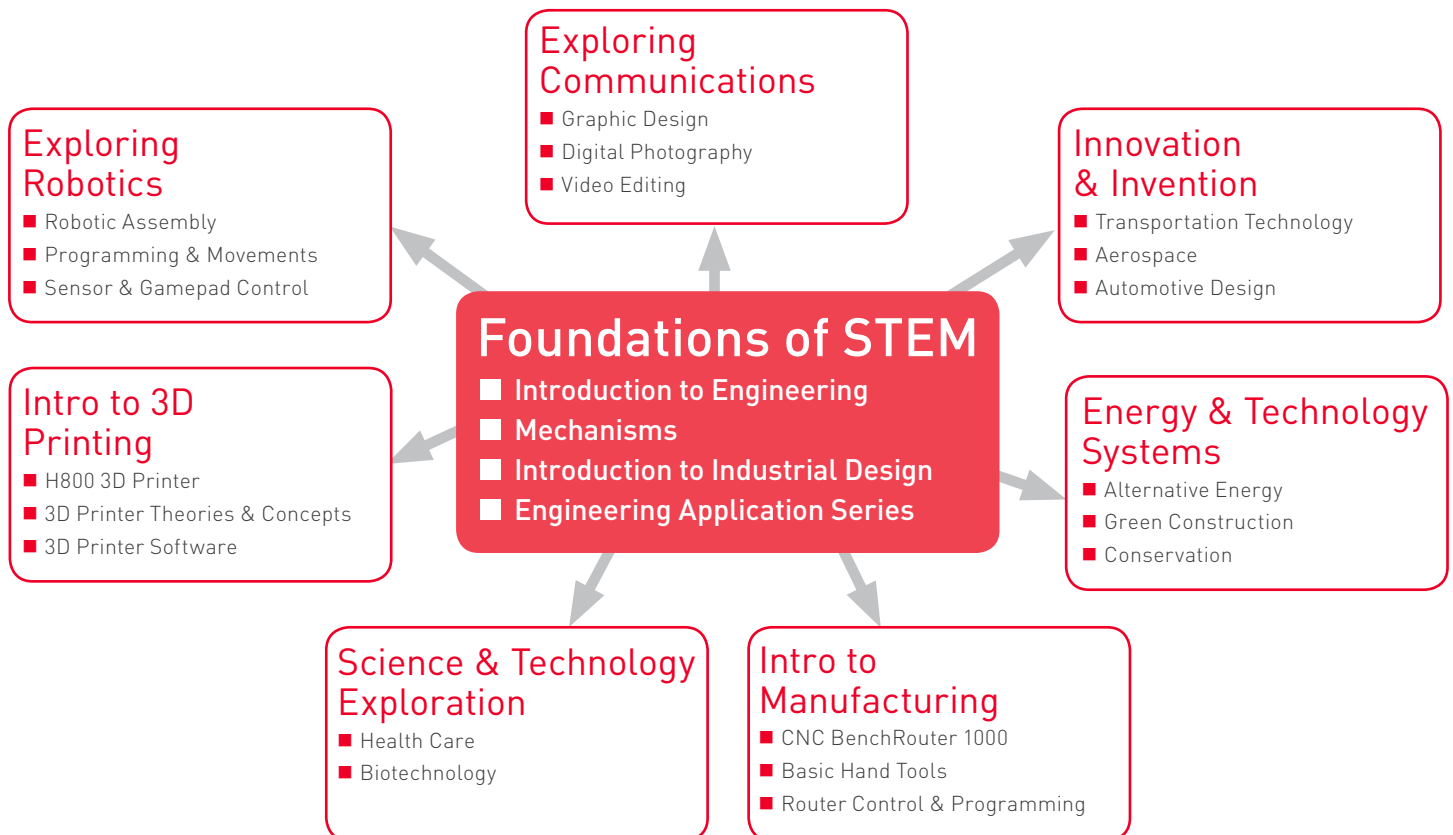 Exploring
Communications
Graphic Design
Digital Photography
Video Editing
Exploring
Robotics
Robotic Assembly
Programming & Movements
Sensor & Gamepad Control
Innovation
& Invention
Transportation Technology
Aerospace
Automotive Design
Foundations of STEM
Introduction to Engineering
Mechanisms
Introduction to Industrial Design
Engineering Application Series
Intro to 3D
Printing
H800 3D Printer
3D Printer Theories & Concepts
3D Printer Software
Energy & Technology
Systems
Alternative Energy
Green Construction
Conservation
Science & Technology
Exploration
Health Care
Biotechnology
Intro to
Manufacturing
CNC BenchRouter 1000
Basic Hand Tools
Router Control & Programming